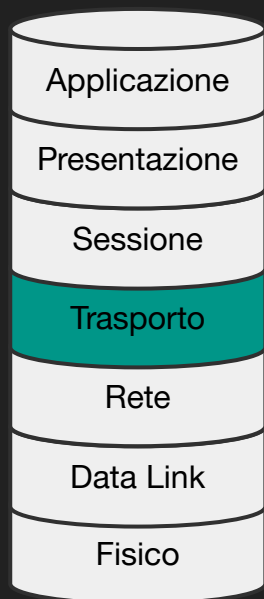 Applicazione
Presentazione
Sessione
Trasporto
Rete
Data Link
Fisico